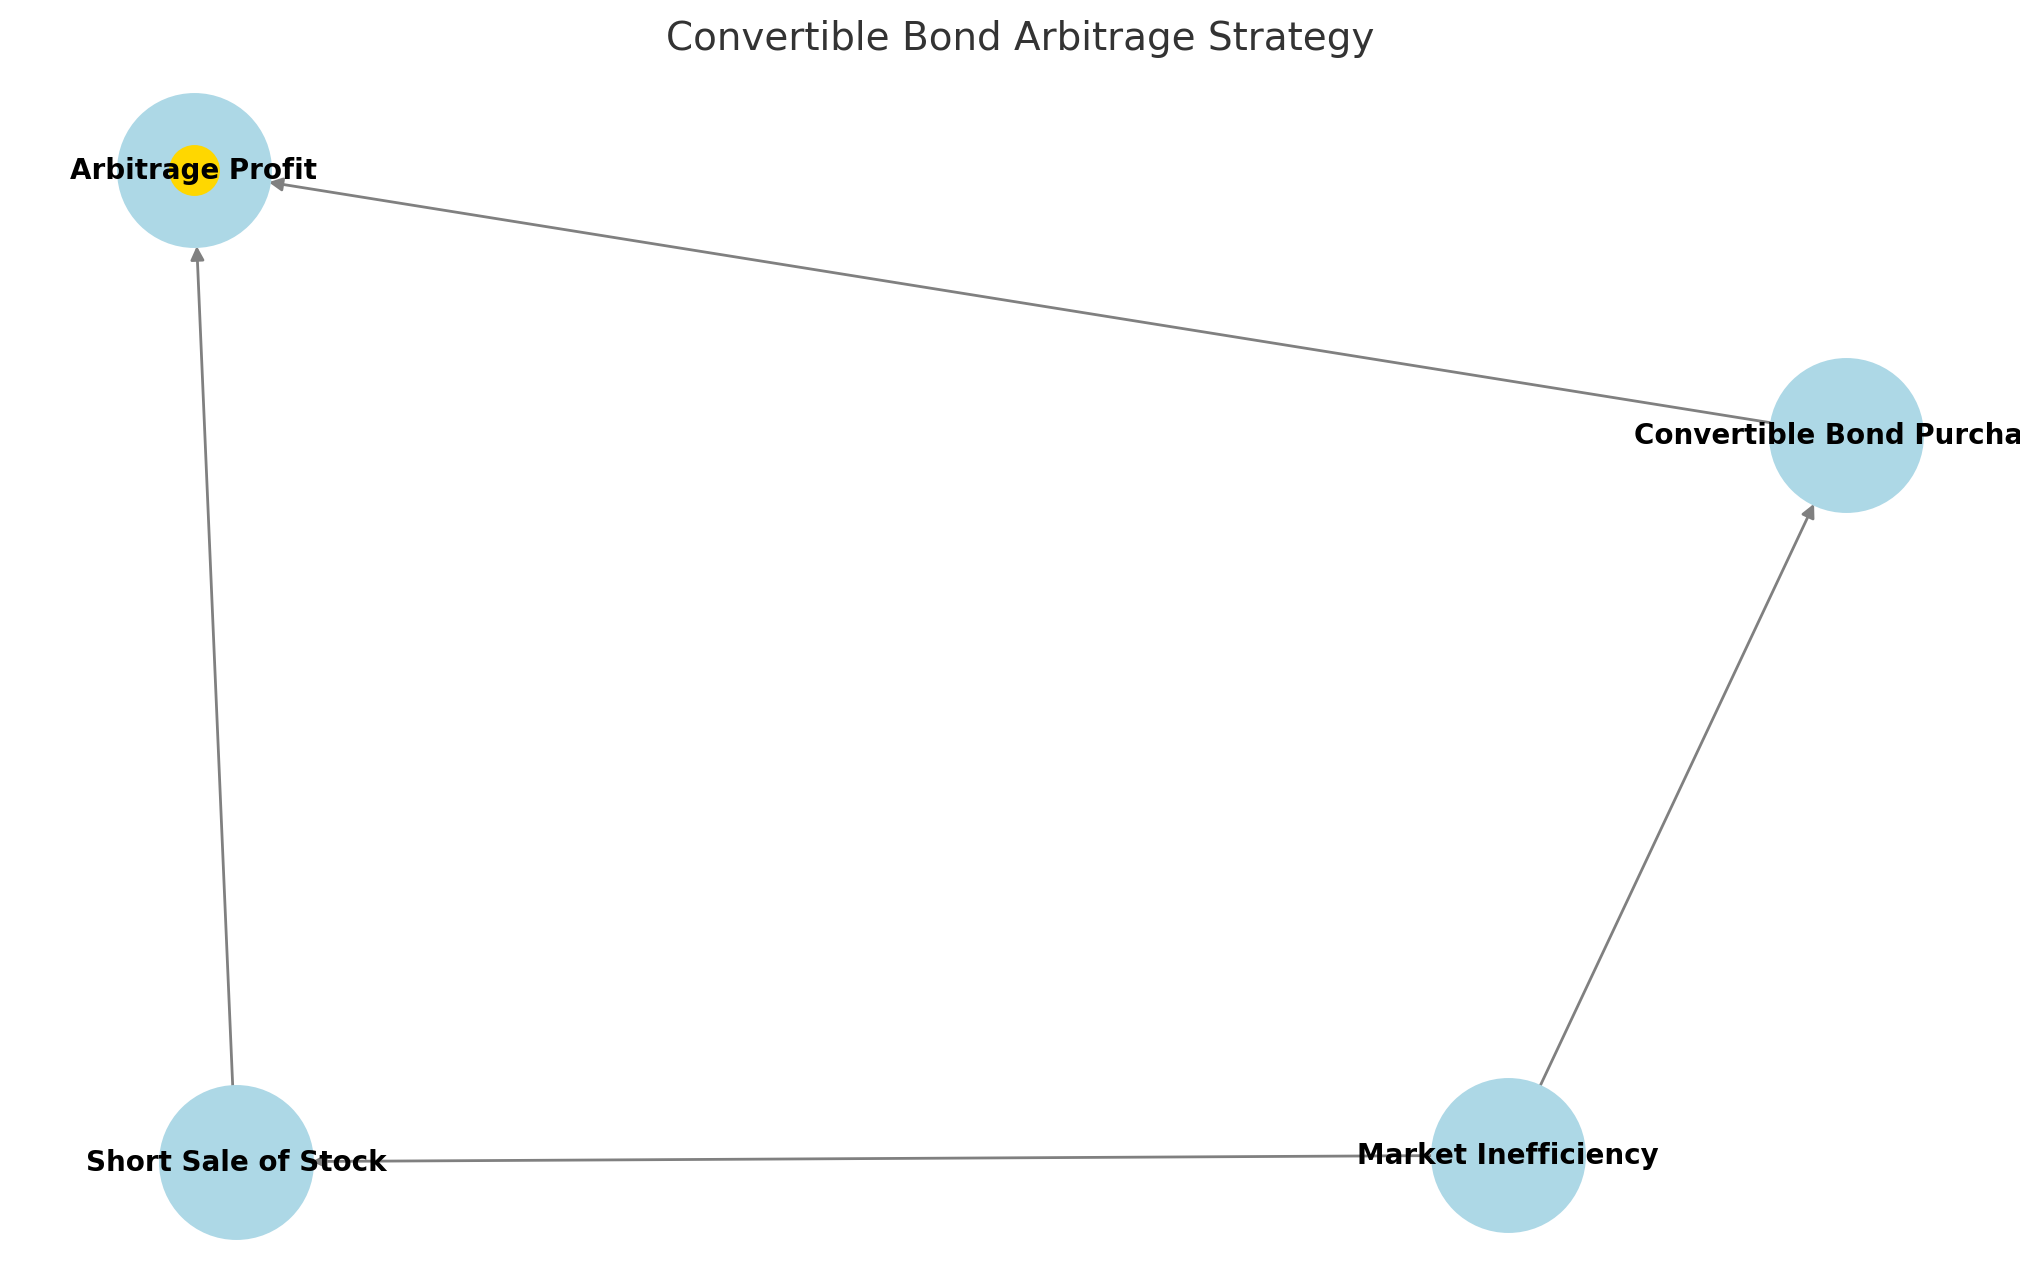 Convertible Bond Arbitrage Strategy
Arbitrage Profit
Convertible Bond Purcha
Short Sale of Stock
Market Inefficiency